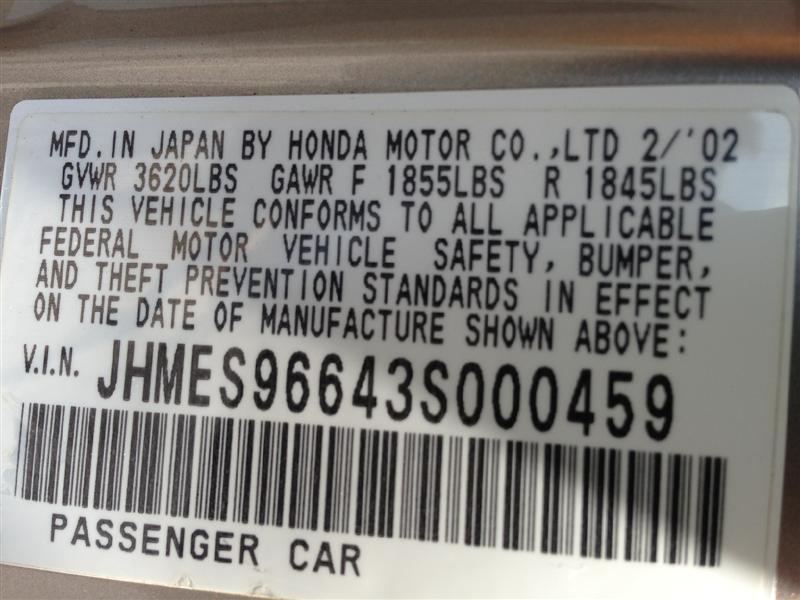 MFD. IN JAPAN BY HONDA MOTOR CO.,LTD 2/'02
GVWR 3620LBS GAWR F 1855LBS R 1845LBS
THIS VEHICLE CONFORMS TO ALL APPLICABLE
FEDERAL MOTOR VEHICLE SAFETY, BUMPER,
AND THEFT PREVENTION STANDARDS IN EFFECT
ON THE DATE OF MANUFACTURE SHOWN ABOVE:
V.I.N. JHMES96643S000459
PASSENGER CAR